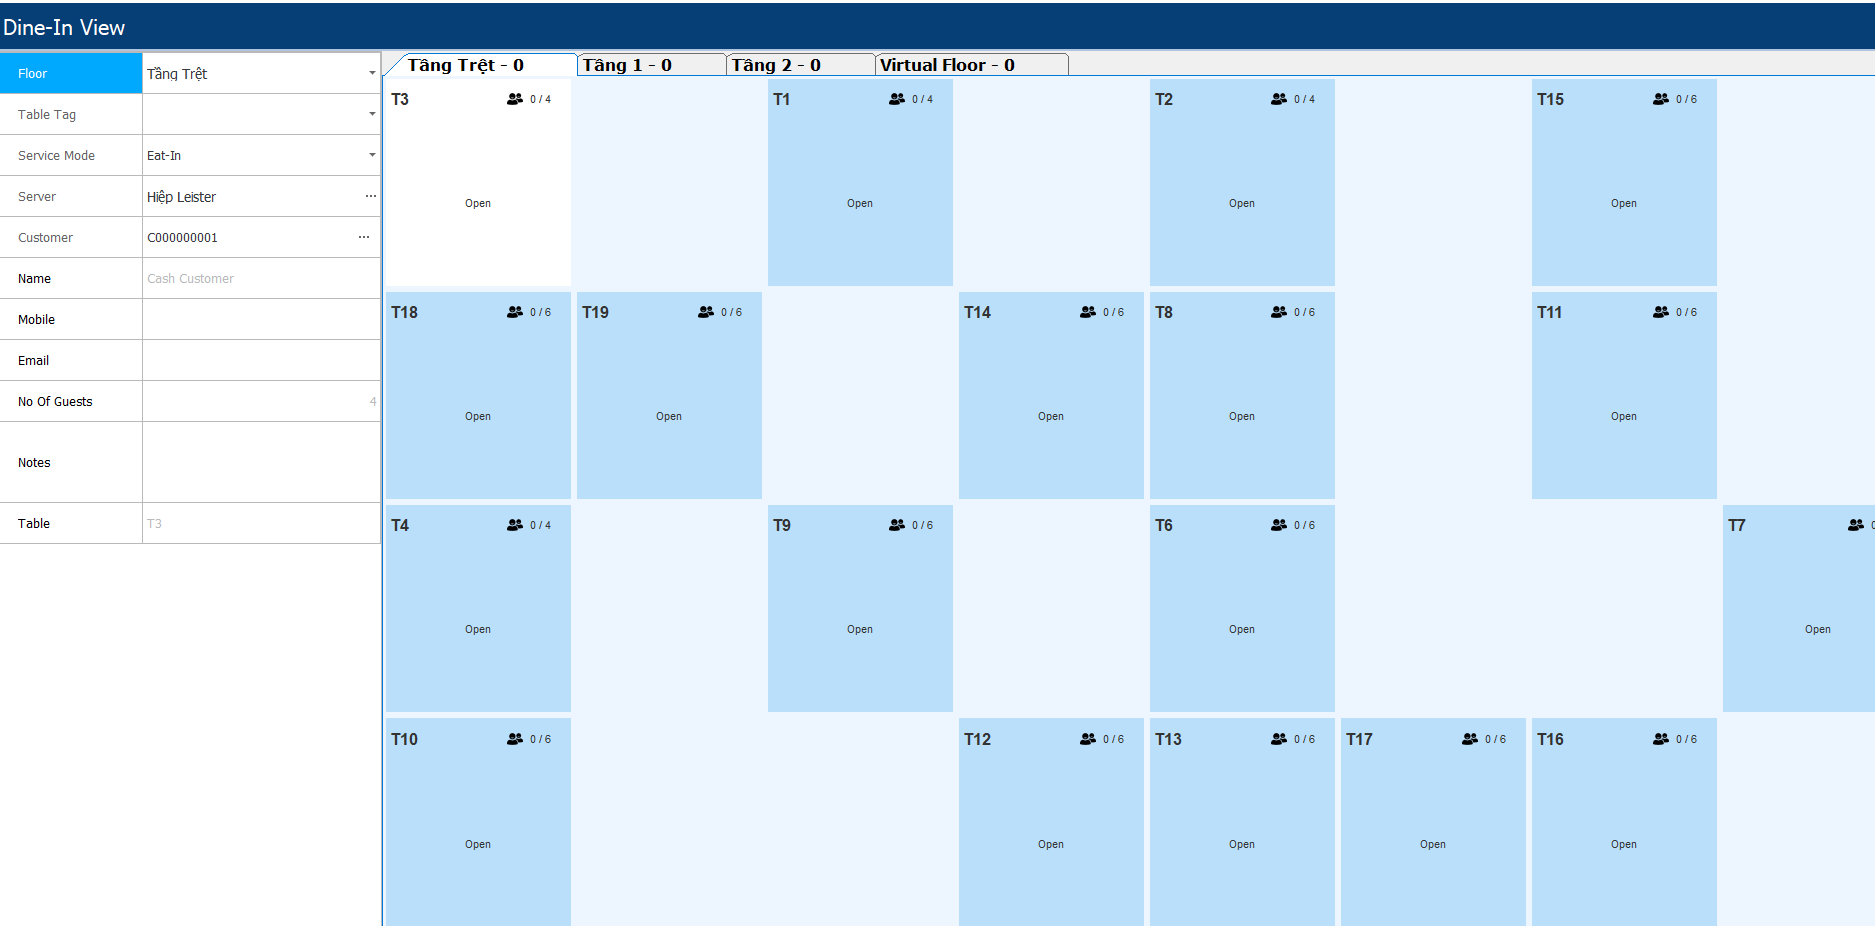 Dine-In View
Floor
Tầng Trệt
Table Tag
Service Mode
Eat-In
Server
Hiệp Leister
...
Customer
C000000001
...
Name
Cash Customer
Mobile
Email
No Of Guests
4
Notes
Table
T3
Tầng Trệt - 0
Tầng 1 - 0
Tầng 2 - 0
Virtual Floor - 0
T3
0 / 4
Open
T1
0 / 4
Open
T2
0 / 4
Open
T15
0 / 6
Open
T18
0 / 6
Open
T19
0 / 6
Open
T14
0 / 6
Open
T8
0 / 6
Open
T11
0 / 6
Open
T4
0 / 4
Open
T9
0 / 6
Open
T6
0 / 6
Open
T7
Open
T10
0 / 6
Open
T12
0 / 6
Open
T13
0 / 6
Open
T17
0 / 6
Open
T16
0 / 6
Open